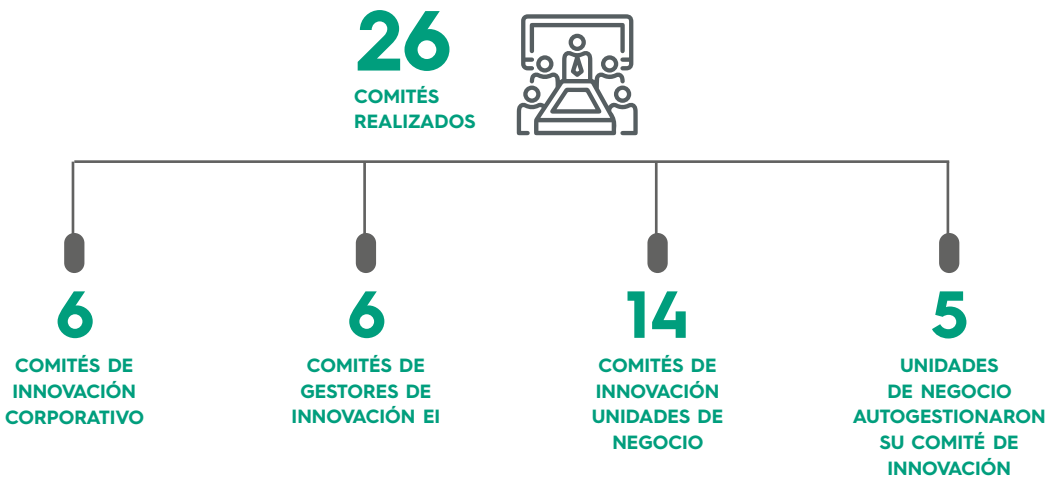 26
COMITÉS
REALIZADOS
6
COMITÉS DE
INNOVACIÓN
CORPORATIVO
6
COMITÉS DE
GESTORES DE
INNOVACIÓN EI
14
COMITÉS DE
INNOVACIÓN
UNIDADES DE
NEGOCIO
5
UNIDADES
DE NEGOCIO
AUTOGESTIONARON
SU COMITÉ DE
INNOVACIÓN